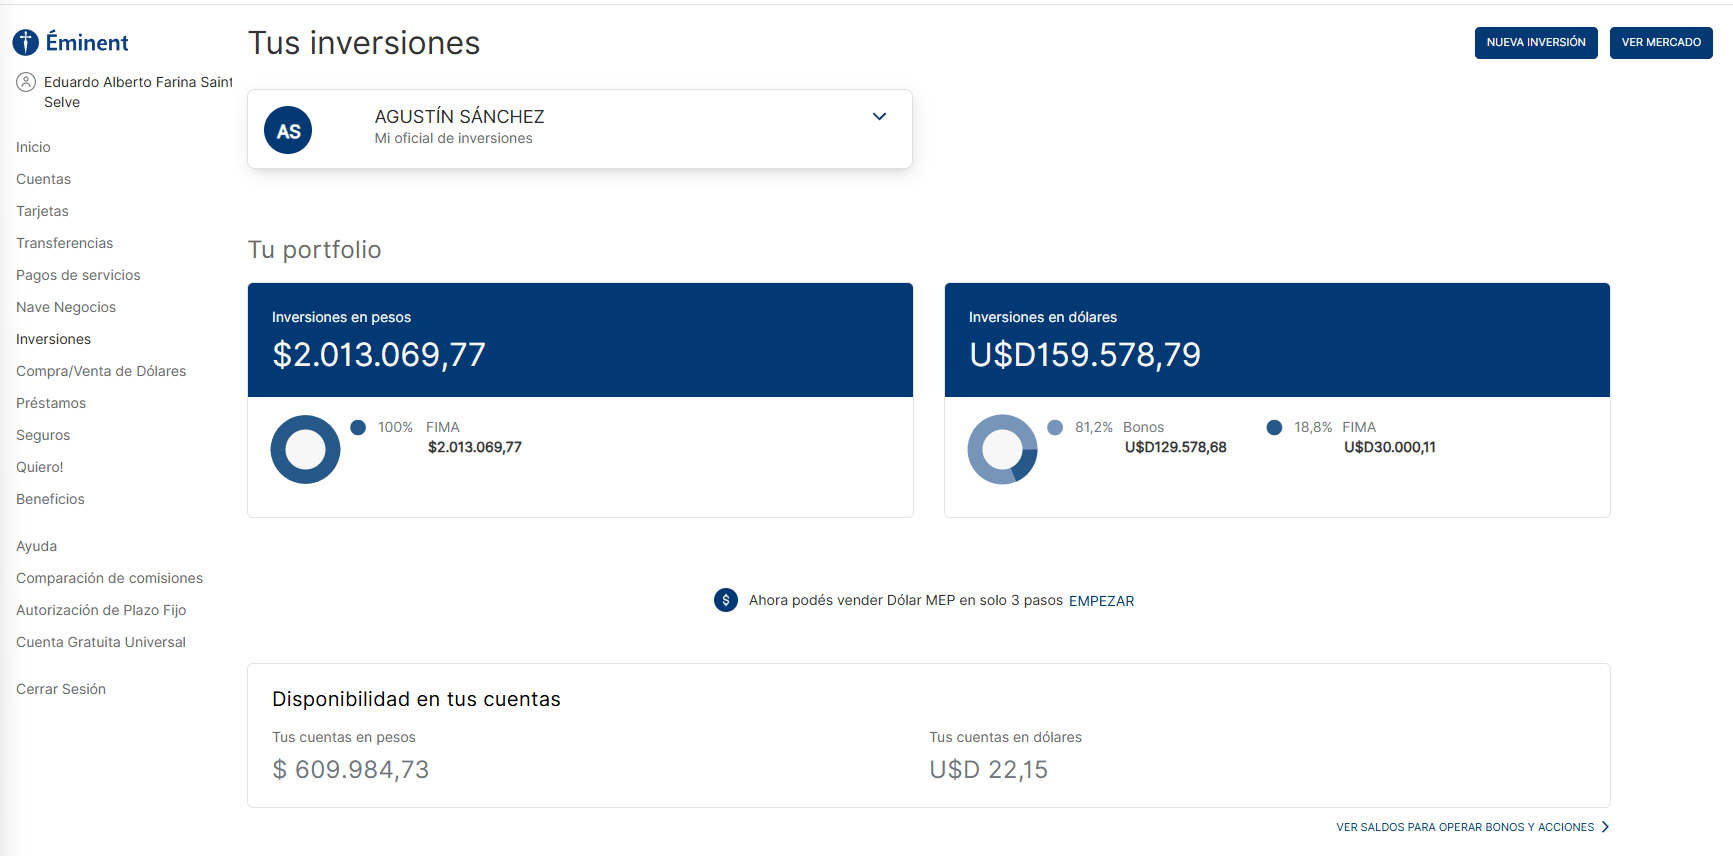 Éminent
Eduardo Alberto Farina Saint
Selve
Inicio
Cuentas
Tarjetas
Transferencias
Pagos de servicios
Nave Negocios
Inversiones
Compra/Venta de Dólares
Préstamos
Seguros
Quiero!
Beneficios
Ayuda
Comparación de comisiones
Autorización de Plazo Fijo
Cuenta Gratuita Universal
Cerrar Sesión
Tus inversiones
NUEVA INVERSIÓN
VER MERCADO
AS
AGUSTÍN SÁNCHEZ
Mi oficial de inversiones
Tu portfolio
Inversiones en pesos
$2.013.069,77
100% FIMA
$2.013.069,77
Inversiones en dólares
U$D159.578,79
81,2% Bonos
U$D129.578,68
18,8% FIMA
U$D30.000,11
$ Ahora podés vender Dólar MEP en solo 3 pasos EMPEZAR
Disponibilidad en tus cuentas
Tus cuentas en pesos
$ 609.984,73
Tus cuentas en dólares
U$D 22,15
VER SALDOS PARA OPERAR BONOS Y ACCIONES